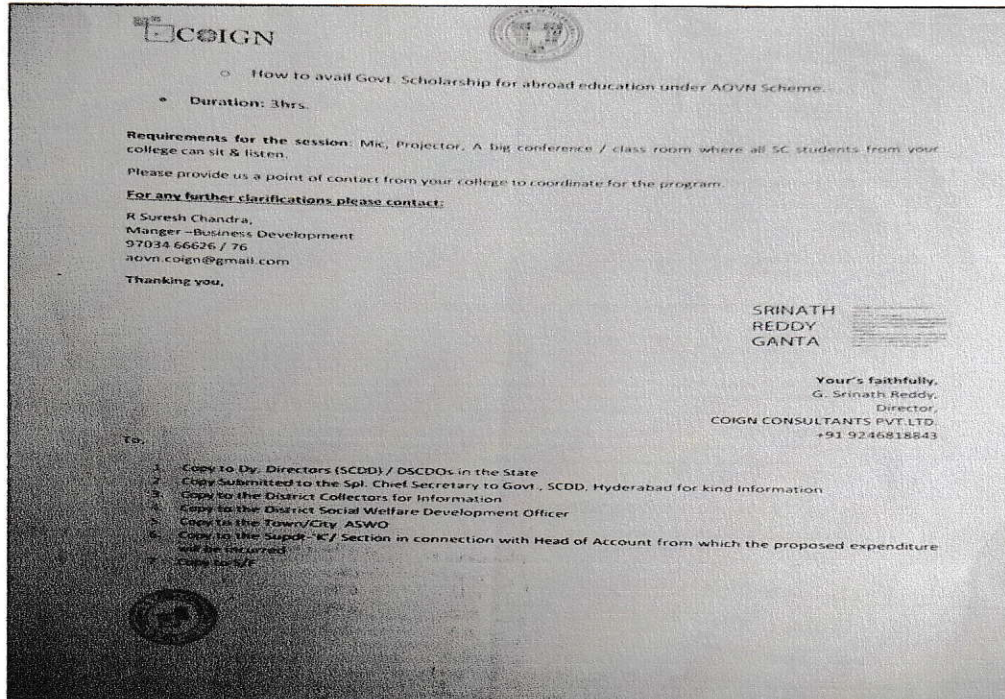 COIGN
How to avail Govt. Scholarship for abroad education under AOVN Scheme.
Duration: 3hrs.
Requirements for the session: Mic, Projector, A big conference / class room where all SC students from your
college can sit & listen.
Please provide us a point of contact from your college to coordinate for the program.
For any further clarifications please contact:
R Suresh Chandra,
Manger –Business Development
97034 66626 / 76
aovn.coign@gmail.com
Thanking you,
SRINATH
REDDY
GANTA
Your's faithfully,
G. Srinath Reddy,
Director,
COIGN CONSULTANTS PVT.LTD.
+91 9246818843
To,
1. Copy to Dy. Directors (SCDD) / DSCDOs in the State
2. Copy Submitted to the Spl. Chief Secretary to Govt , SCDD, Hyderabad for kind Information
3. Copy to the District Collectors for Information
4. Copy to the District Social Welfare Development Officer
5. Copy to the Town/City ASWO
6. Copy to the Supdt-'K'/ Section in connection with Head of Account from which the proposed expenditure
will be incurred
7. Copy to S/F